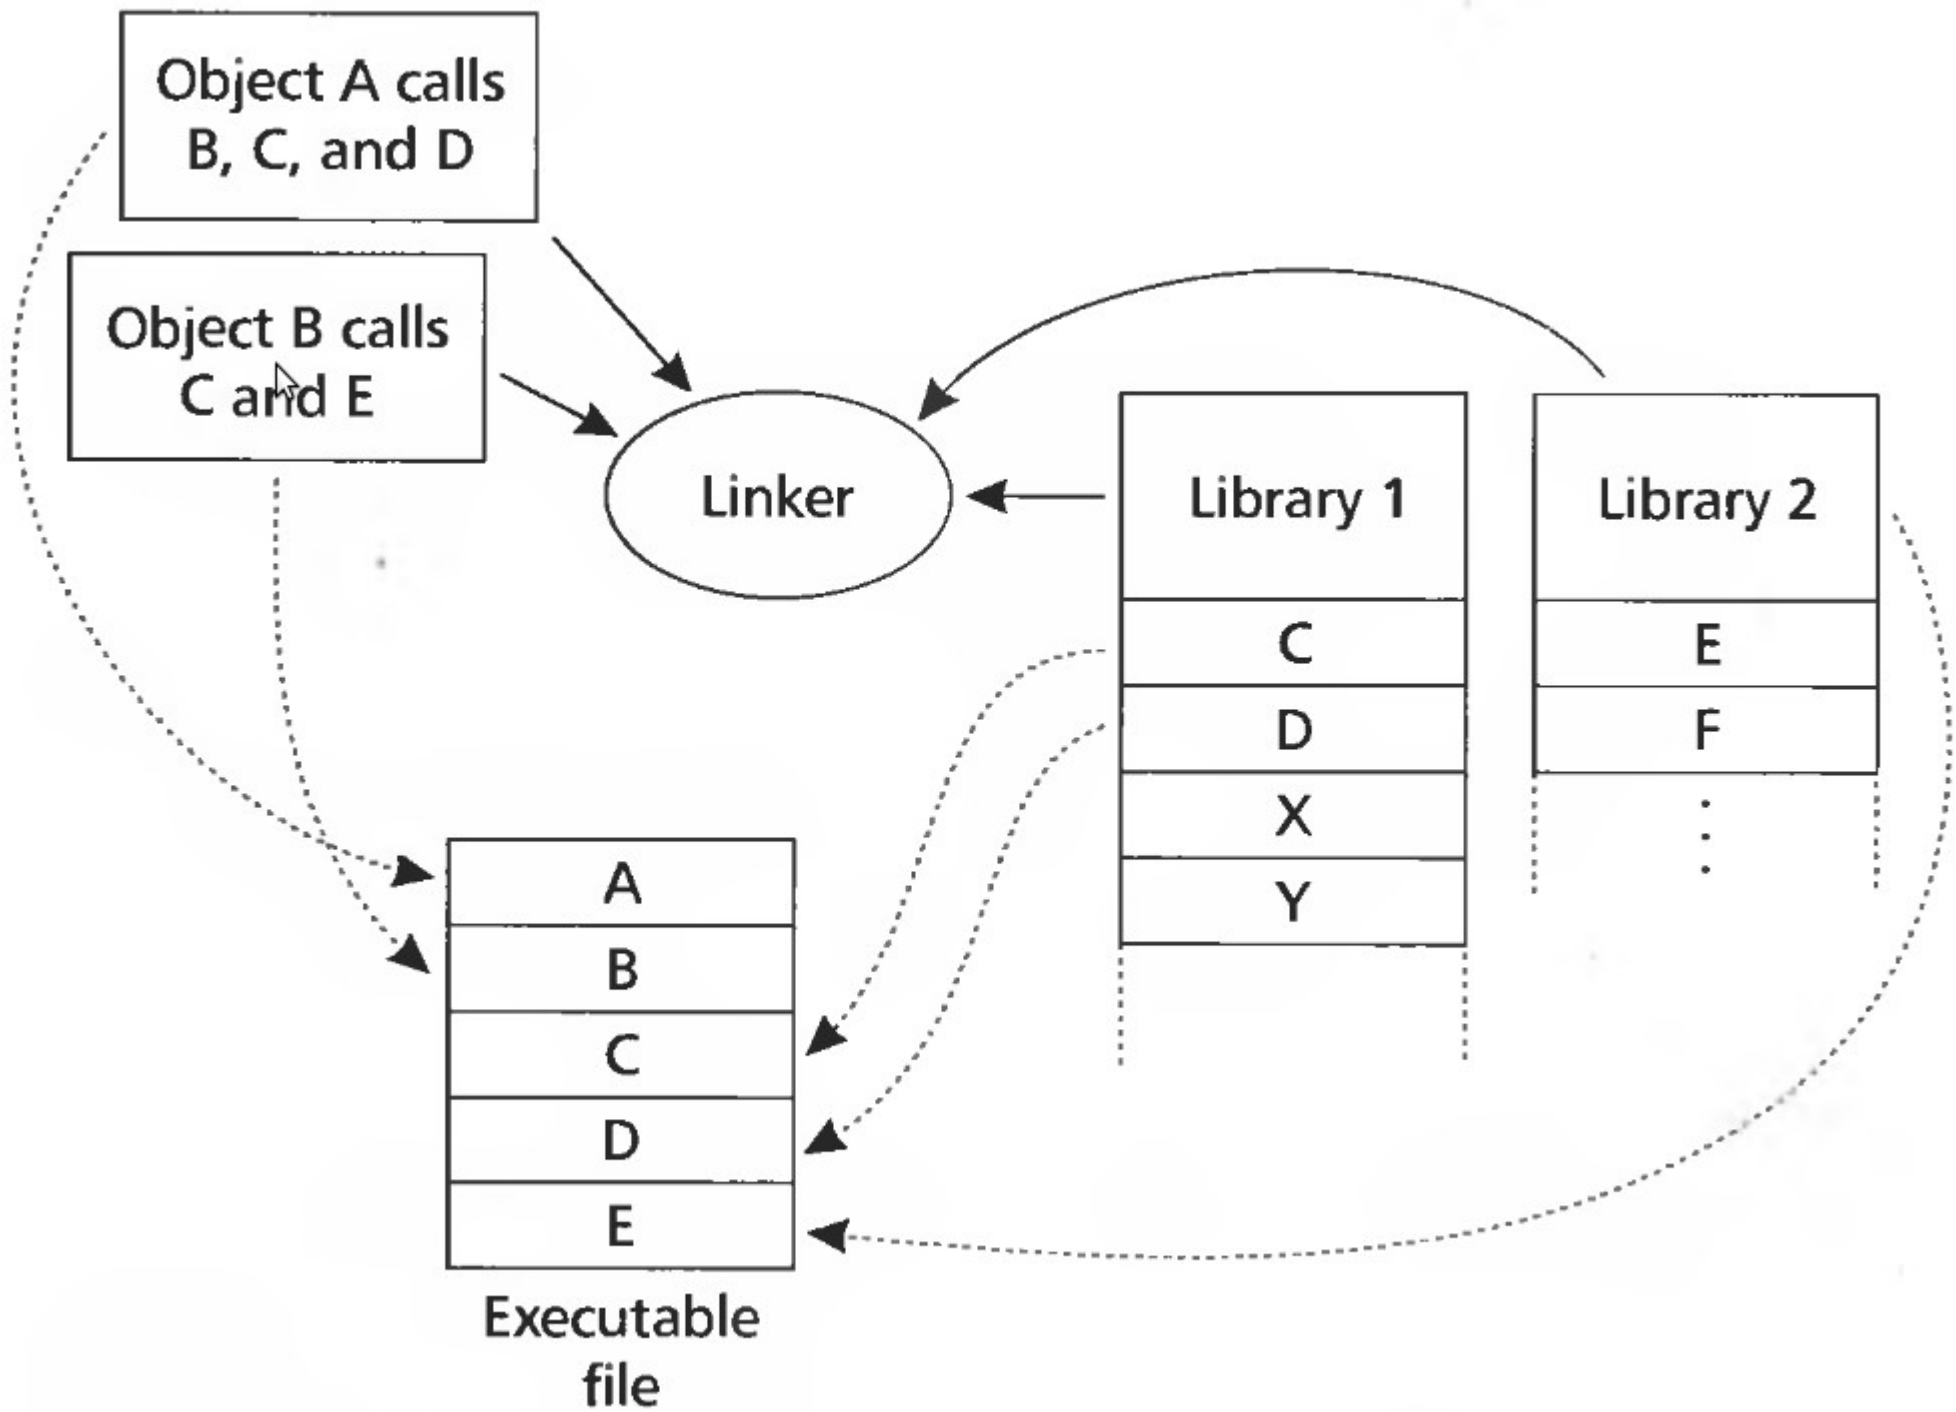 Object A calls
B, C, and D
Object B calls
C and E
Linker
Library 1
C
D
X
Y
Library 2
E
F
A
B
C
D
E
Executable
file